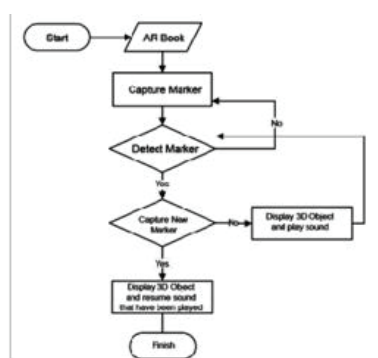 Start
AR Book
Capture Marker
No
Detect Marker
Yes
Capture New
Marker
No
Display 3D Object
and play sound
Yes
Display 3D Object
and resume sound
that have been played
Finish